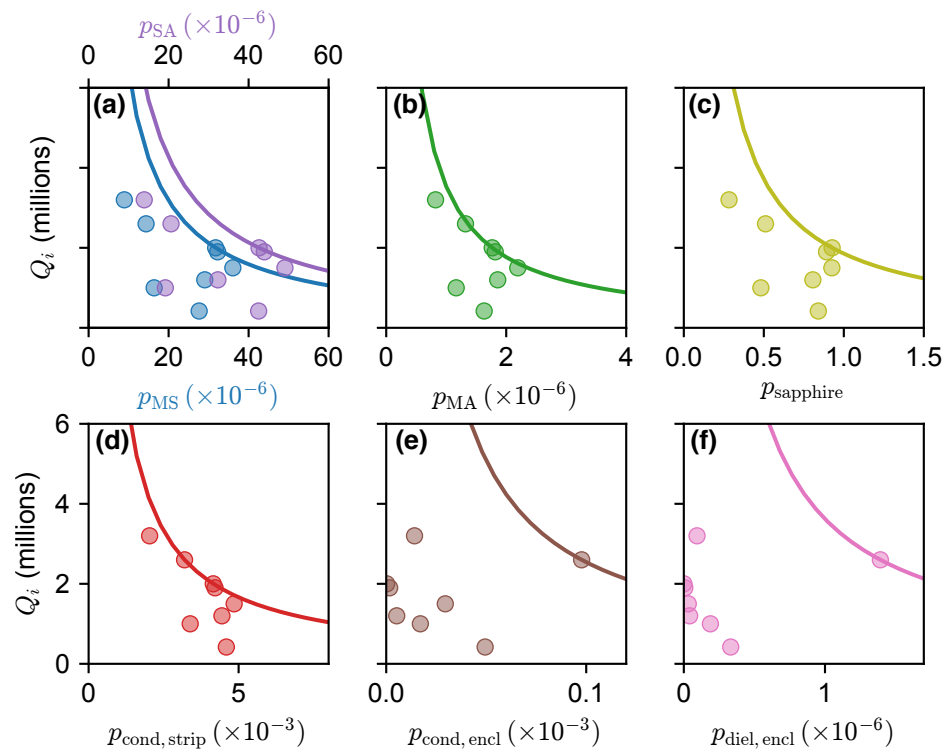 p_SA (×10^−6)
0 20 40 60
(a) (b) (c)
Q_i (millions)
0 20 40 60 0 2 4 0.0 0.5 1.0 1.5
p_MS (×10^−6) p_MA (×10^−6) p_sapphire
6
(d) (e) (f)
4
Q_i (millions)
2
0
0 5 0.0 0.1 0 1
p_cond, strip (×10^−3) p_cond, encl (×10^−3) p_diel, encl (×10^−6)